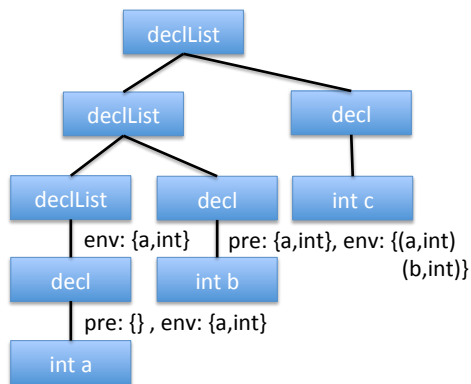 declList
declList
decl
declList
decl
int c
env: {a,int}
pre: {a,int}, env: {(a,int)
(b,int)}
decl
int b
pre: {} , env: {a,int}
int a